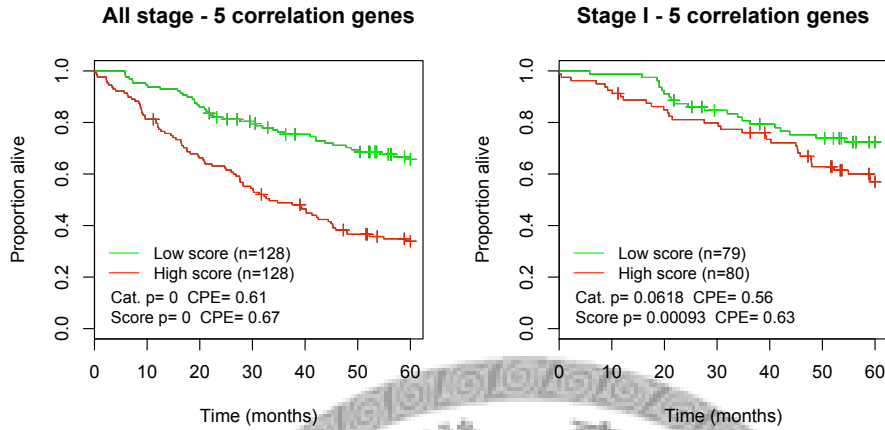 All stage - 5 correlation genes
Proportion alive
1.0
0.8
0.6
0.4
0.2
0.0
Low score (n=128)
High score (n=128)
Cat. p= 0 CPE= 0.61
Score p= 0 CPE= 0.67
0 10 20 30 40 50 60
Time (months)
Stage I - 5 correlation genes
Proportion alive
1.0
0.8
0.6
0.4
0.2
0.0
Low score (n=79)
High score (n=80)
Cat. p= 0.0618 CPE= 0.56
Score p= 0.00093 CPE= 0.63
0 10 20 30 40 50 60
Time (months)